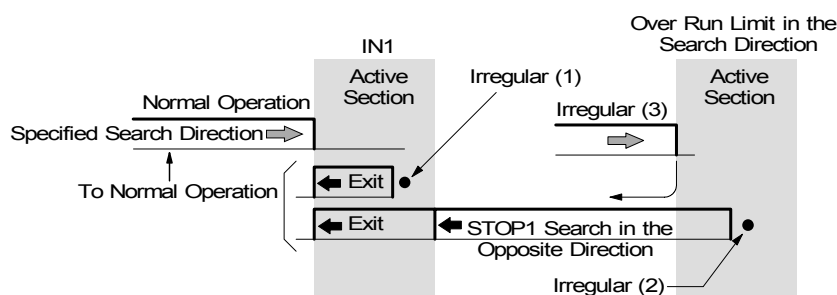 Over Run Limit in the
Search Direction
IN1
Active
Section
Irregular (1)
Active
Section
Normal Operation
Irregular (3)
Specified Search Direction
To Normal Operation
Exit
Exit
STOP1 Search in the
Opposite Direction
Irregular (2)